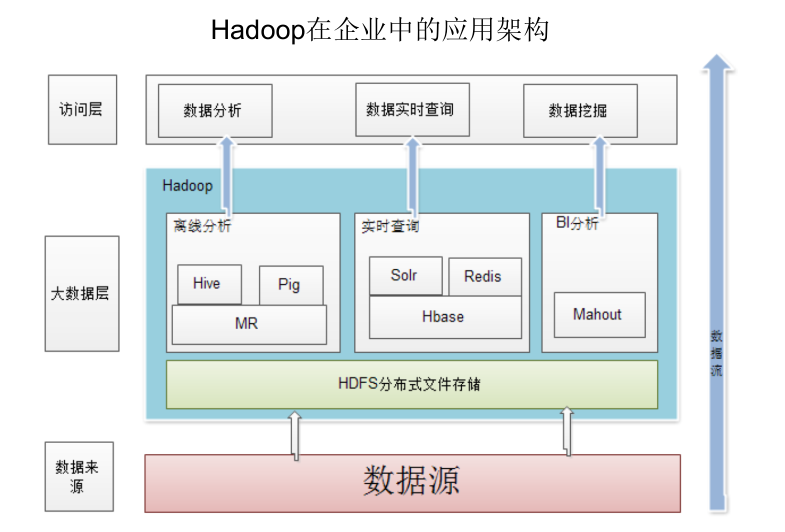 Hadoop在企业中的应用架构
访问层
数据分析
数据实时查询
数据挖掘
Hadoop
大数据层
离线分析
Hive
Pig
MR
实时查询
Solr
Redis
Hbase
BI分析
Mahout
HDFS分布式文件存储
数据来
源
数据源
数
据
流